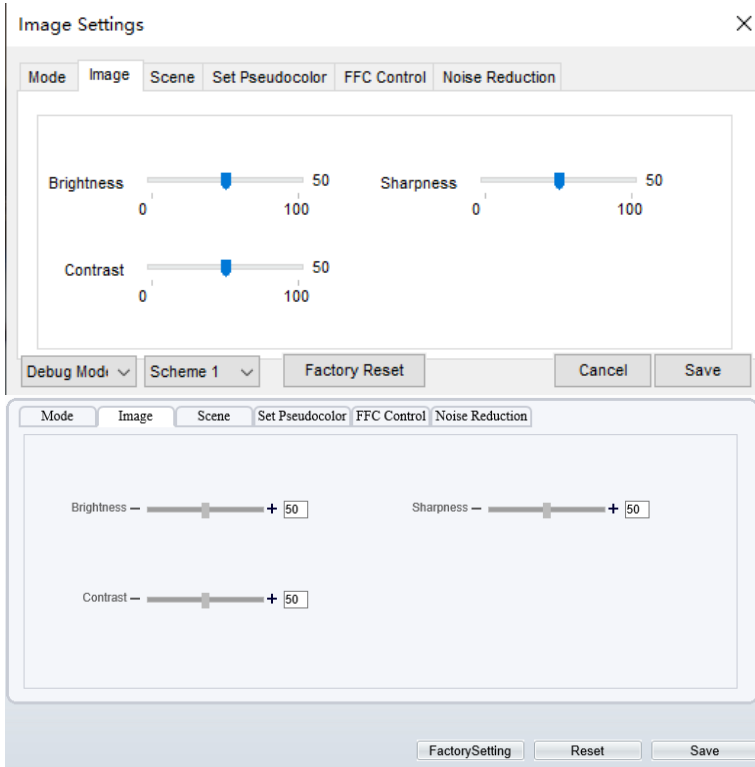 Image Settings
Mode Image Scene Set Pseudocolor FFC Control Noise Reduction
Brightness 50 Sharpness 50
0 100 0 100
Contrast 50
0 100
Debug Mod Scheme 1 Factory Reset Cancel Save
Mode Image Scene Set Pseudocolor FFC Control Noise Reduction
Brightness 50 Sharpness 50
Contrast 50
FactorySetting Reset Save